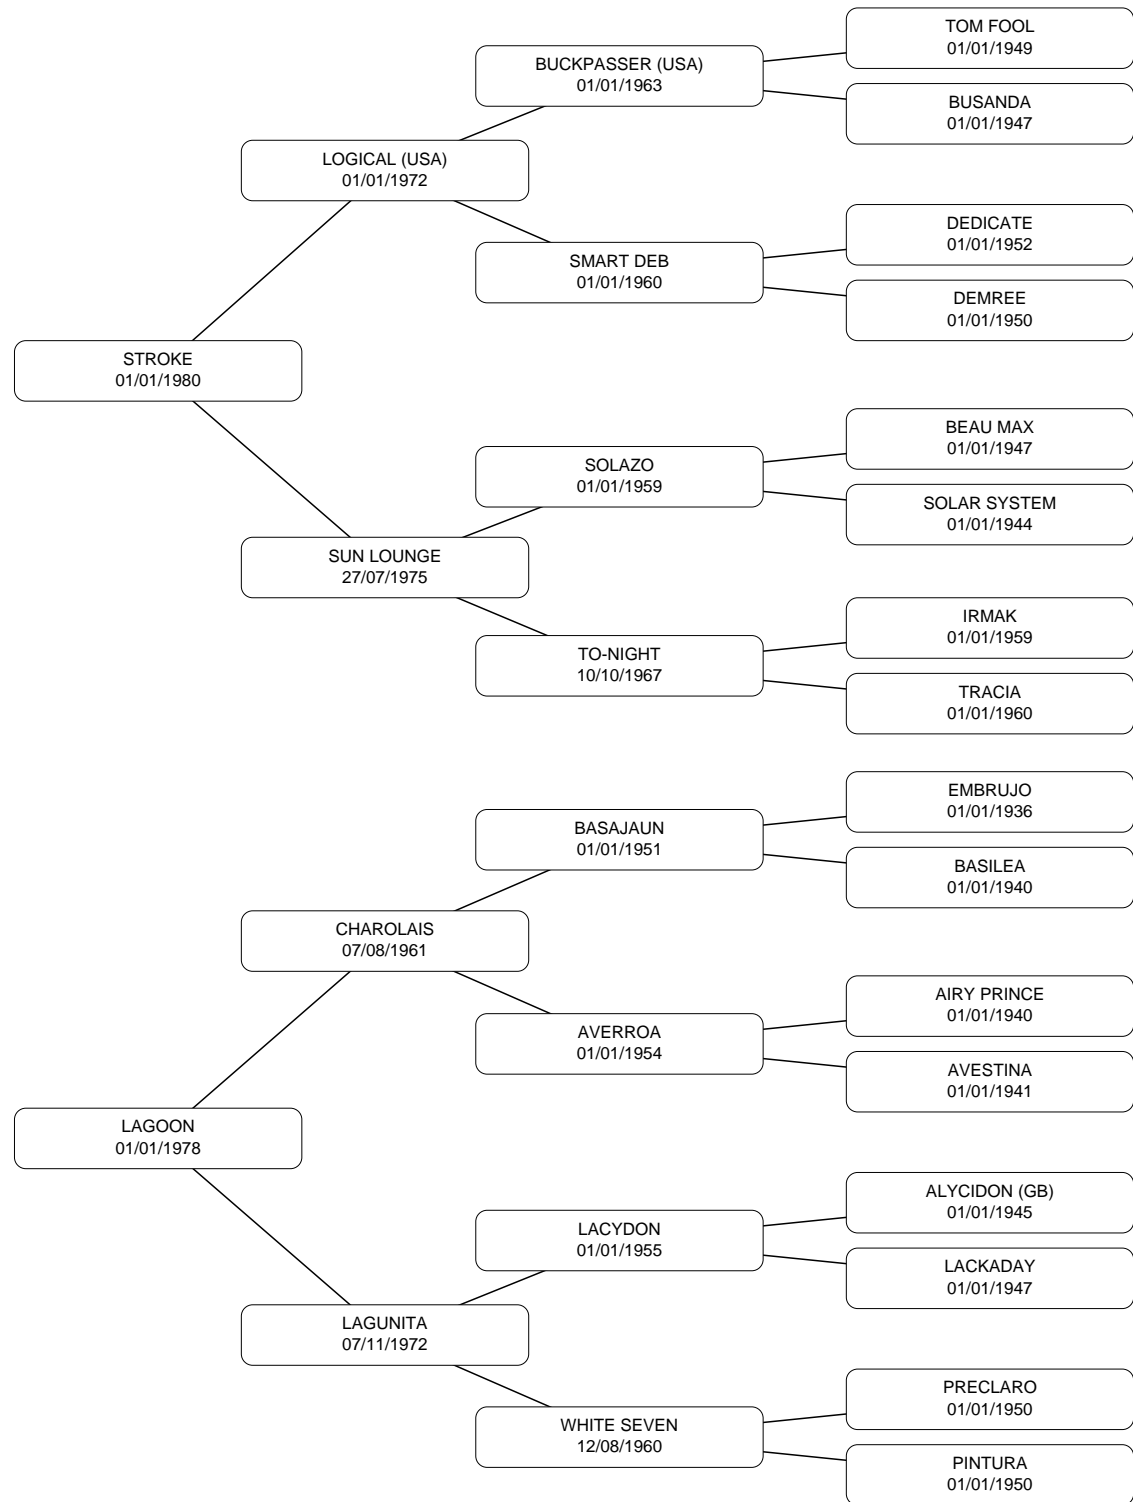 TOM FOOL
01/01/1949
BUCKPASSER (USA)
01/01/1963
BUSANDA
01/01/1947
LOGICAL (USA)
01/01/1972
DEDICATE
01/01/1952
SMART DEB
01/01/1960
DEMREE
01/01/1950
STROKE
01/01/1980
BEAU MAX
01/01/1947
SOLAZO
01/01/1959
SOLAR SYSTEM
01/01/1944
SUN LOUNGE
27/07/1975
IRMAK
01/01/1959
TO-NIGHT
10/10/1967
TRACIA
01/01/1960
EMBRUJO
01/01/1936
BASAJAUN
01/01/1951
BASILEA
01/01/1940
CHAROLAIS
07/08/1961
AIRY PRINCE
01/01/1940
AVERROA
01/01/1954
AVESTINA
01/01/1941
LAGOON
01/01/1978
ALYCIDON (GB)
01/01/1945
LACYDON
01/01/1955
LACKADAY
01/01/1947
LAGUNITA
07/11/1972
PRECLARO
01/01/1950
WHITE SEVEN
12/08/1960
PINTURA
01/01/1950